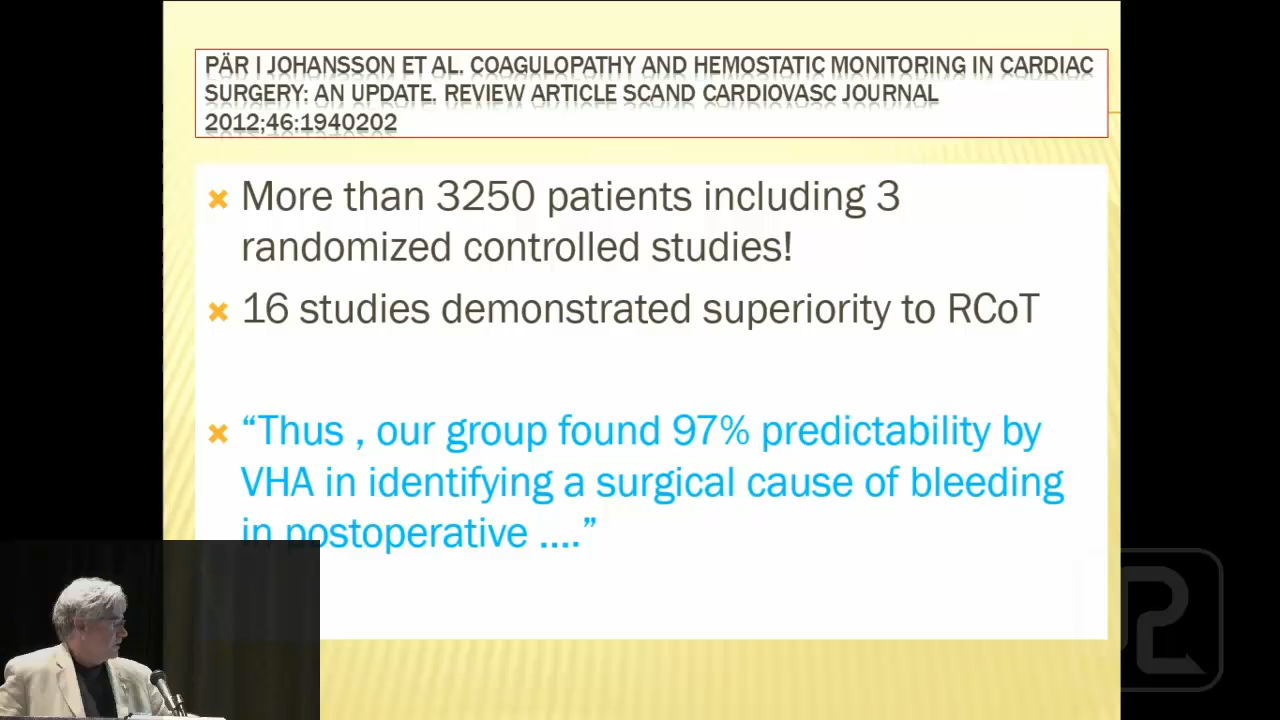 PÄR I JOHANSSON ET AL. COAGULOPATHY AND HEMOSTATIC MONITORING IN CARDIAC
SURGERY: AN UPDATE. REVIEW ARTICLE SCAND CARDIOVASC JOURNAL
2012;46:1940202
More than 3250 patients including 3
randomized controlled studies!
16 studies demonstrated superiority to RCoT
“Thus , our group found 97% predictability by
VHA in identifying a surgical cause of bleeding
in postoperative ....”